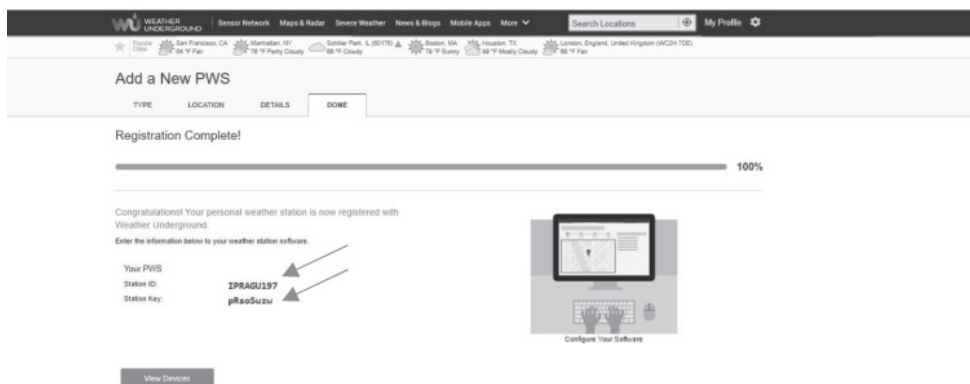 WEATHER UNDERGROUND Sensor Network Maps & Radar Severe Weather News & Blogs Mobile Apps More Search Locations My Profile
Popular Cities San Francisco, CA 64 °F Fair Manhattan, NY 78 °F Partly Cloudy Schiller Park, IL (60176) 66 °F Cloudy Boston, MA 79 °F Sunny Houston, TX °F Mostly Cloudy London, England, United Kingdom (WC2H 7DE) °F Fair
Add a New PWS
TYPE LOCATION DETAILS DONE
Registration Complete!
100%
Congratulations! Your personal weather station is now registered with
Weather Underground.
Enter the information below to your weather station software.
Your PWS
Station ID: IPRAGU197
Station Key: pRso5uzw
Configure Your Software
View Devices